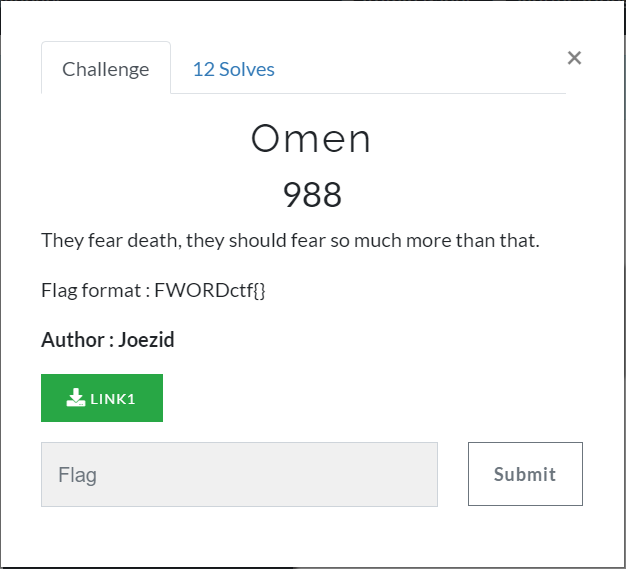 Challenge
12 Solves
×
Omen
988
They fear death, they should fear so much more than that.
Flag format : FWORDctf{}
Author : Joezid
LINK1
Flag
Submit